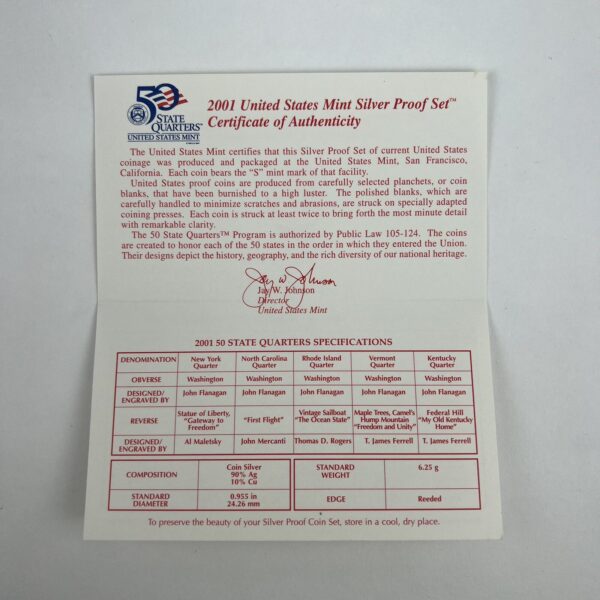 50
STATE
QUARTERS™
UNITED STATES MINT
2001 United States Mint Silver Proof Set™
Certificate of Authenticity
The United States Mint certifies that this Silver Proof Set of current United States
coinage was produced and packaged at the United States Mint, San Francisco,
California. Each coin bears the "S" mint mark of that facility.
United States proof coins are produced from carefully selected planchets, or coin
blanks, that have been burnished to a high luster. The polished blanks, which are
carefully handled to minimize scratches and abrasions, are struck on specially adapted
coining presses. Each coin is struck at least twice to bring forth the most minute detail
with remarkable clarity.
The 50 State Quarters™ Program is authorized by Public Law 105-124. The coins
are created to honor each of the 50 states in the order in which they entered the Union.
Their designs depict the history, geography, and the rich diversity of our national heritage.
Jay W. Johnson
Jay W. Johnson
Director
United States Mint
2001 50 STATE QUARTERS SPECIFICATIONS
DENOMINATION New York Quarter North Carolina Quarter Rhode Island Quarter Vermont Quarter Kentucky Quarter
OBVERSE Washington Washington Washington Washington Washington
DESIGNED/ENGRAVED BY John Flanagan John Flanagan John Flanagan John Flanagan John Flanagan
REVERSE Statue of Liberty, "Gateway to Freedom" "First Flight" Vintage Sailboat "The Ocean State" Maple Trees, Camel's Hump Mountain "Freedom and Unity" Federal Hill "My Old Kentucky Home"
DESIGNED/ENGRAVED BY Al Maletsky John Mercanti Thomas D. Rogers T. James Ferrell T. James Ferrell
COMPOSITION Coin Silver 90% Ag 10% Cu STANDARD WEIGHT 6.25 g
STANDARD DIAMETER 0.955 in 24.26 mm EDGE Reeded
To preserve the beauty of your Silver Proof Coin Set, store in a cool, dry place.